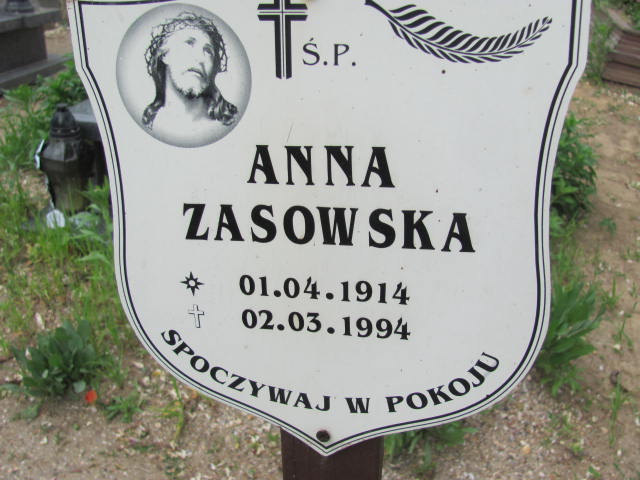 Ś.P.
ANNA
ZASOWSKA
01.04.1914
02.03.1994
SPOCZYWAJ W POKOJU